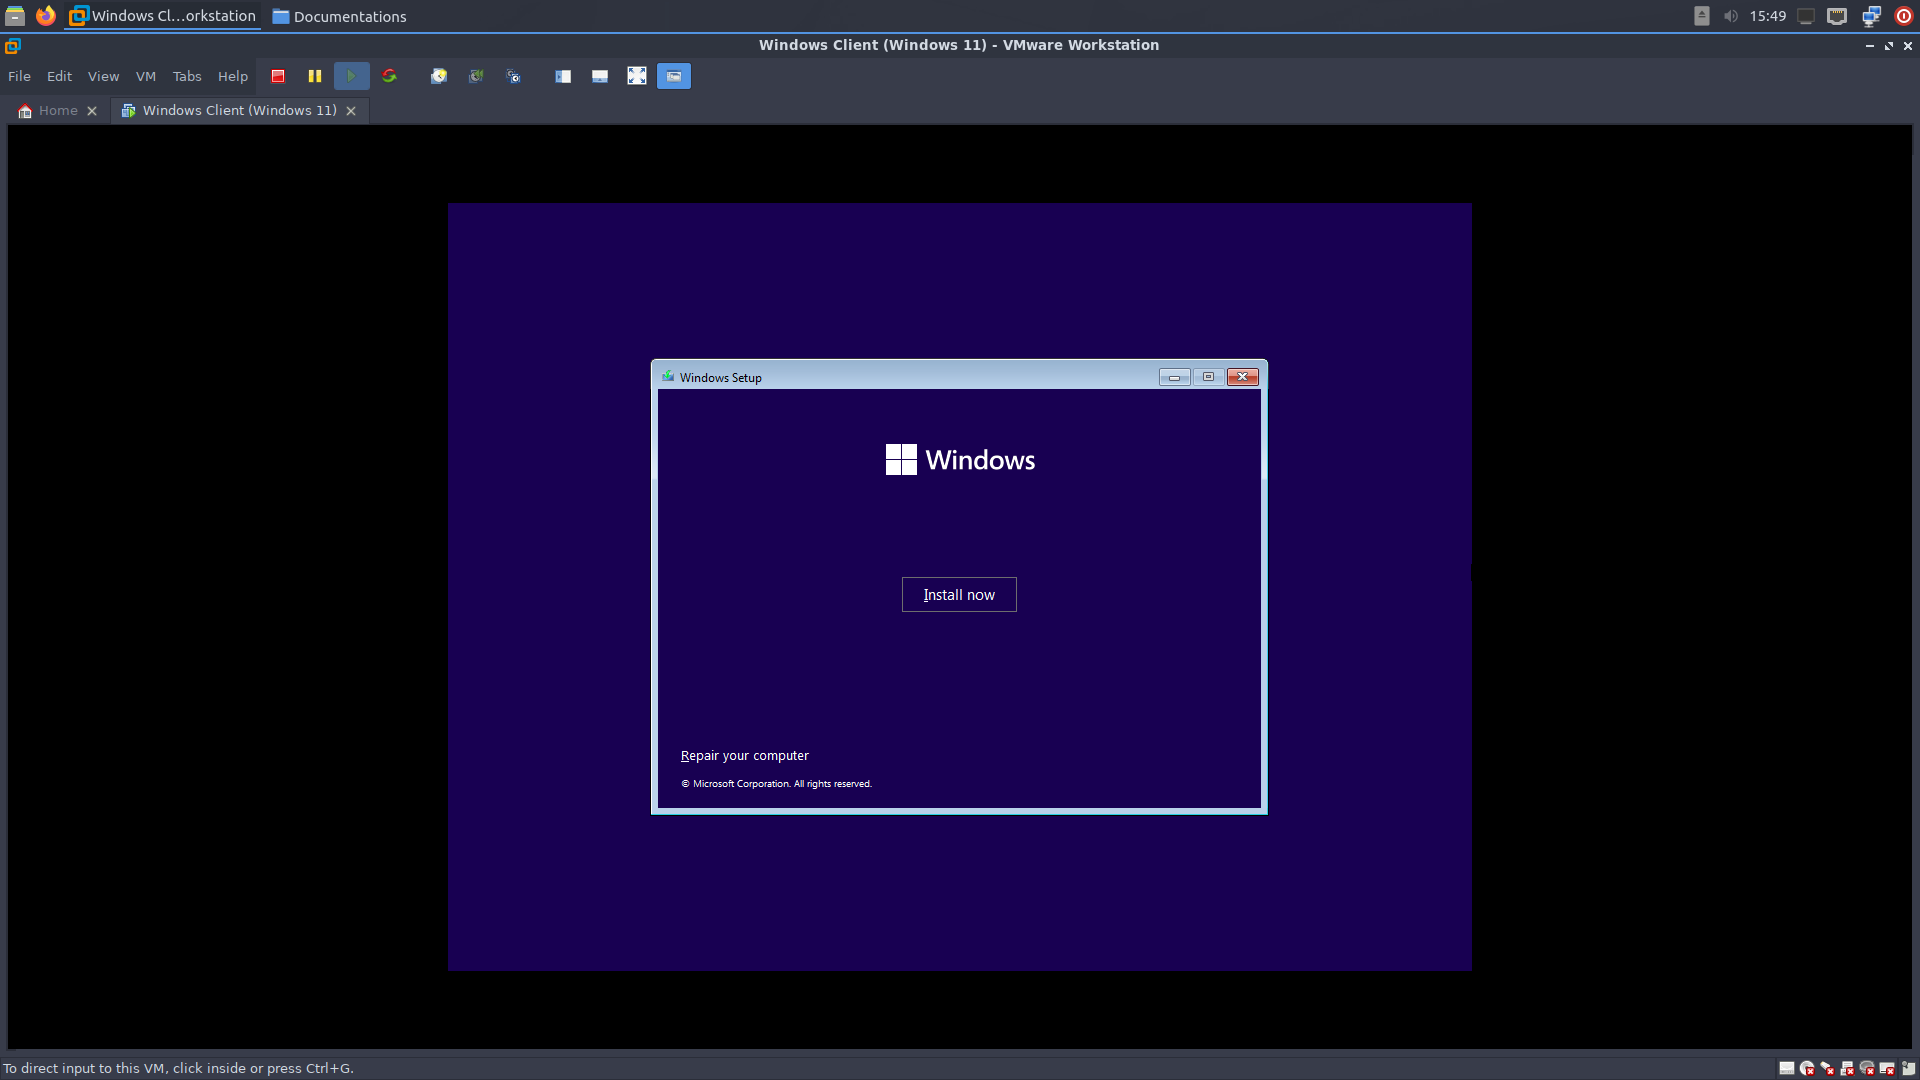 Windows Cl...orkstation
Documentations
15:49
Windows Client (Windows 11) - VMware Workstation
File Edit View VM Tabs Help
Home
Windows Client (Windows 11)
Windows Setup
Windows
Install now
Repair your computer
© Microsoft Corporation. All rights reserved.
To direct input to this VM, click inside or press Ctrl+G.